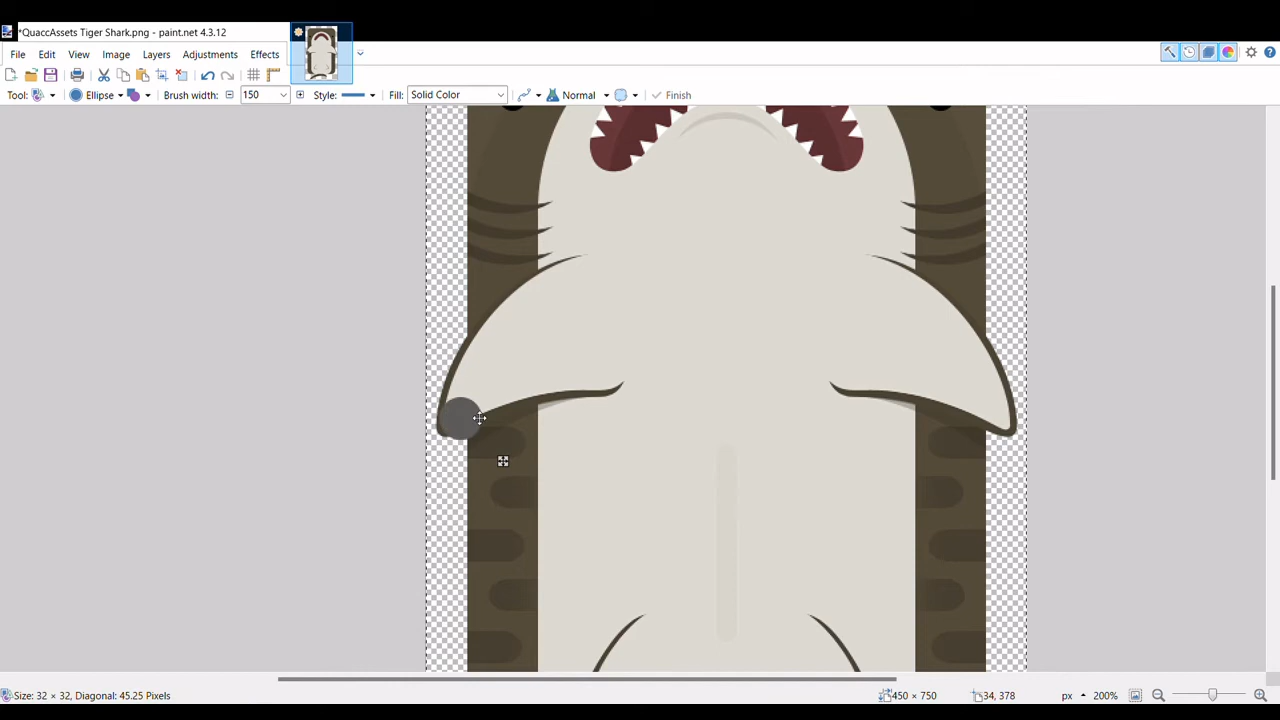 *QuaccAssets Tiger Shark.png - paint.net 4.3.12
File Edit View Image Layers Adjustments Effects
Tool: Ellipse Brush width: 150 Style: Fill: Solid Color Normal Finish
Size: 32 × 32, Diagonal: 45.25 Pixels 450 × 750 34, 378 px 200%